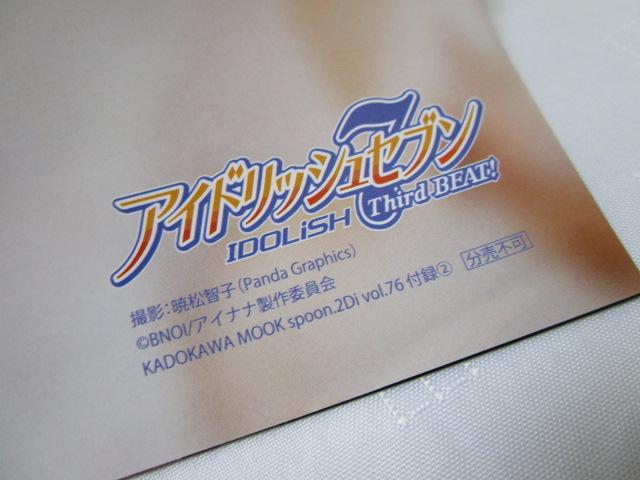 アイドリッシュセブン
7
IDOLiSH Third BEAT!
撮影:暁松智子(Panda Graphics)
©BNOI/アイナナ製作委員会
KADOKAWA MOOK spoon.2Di vol.76 付録② 分売不可